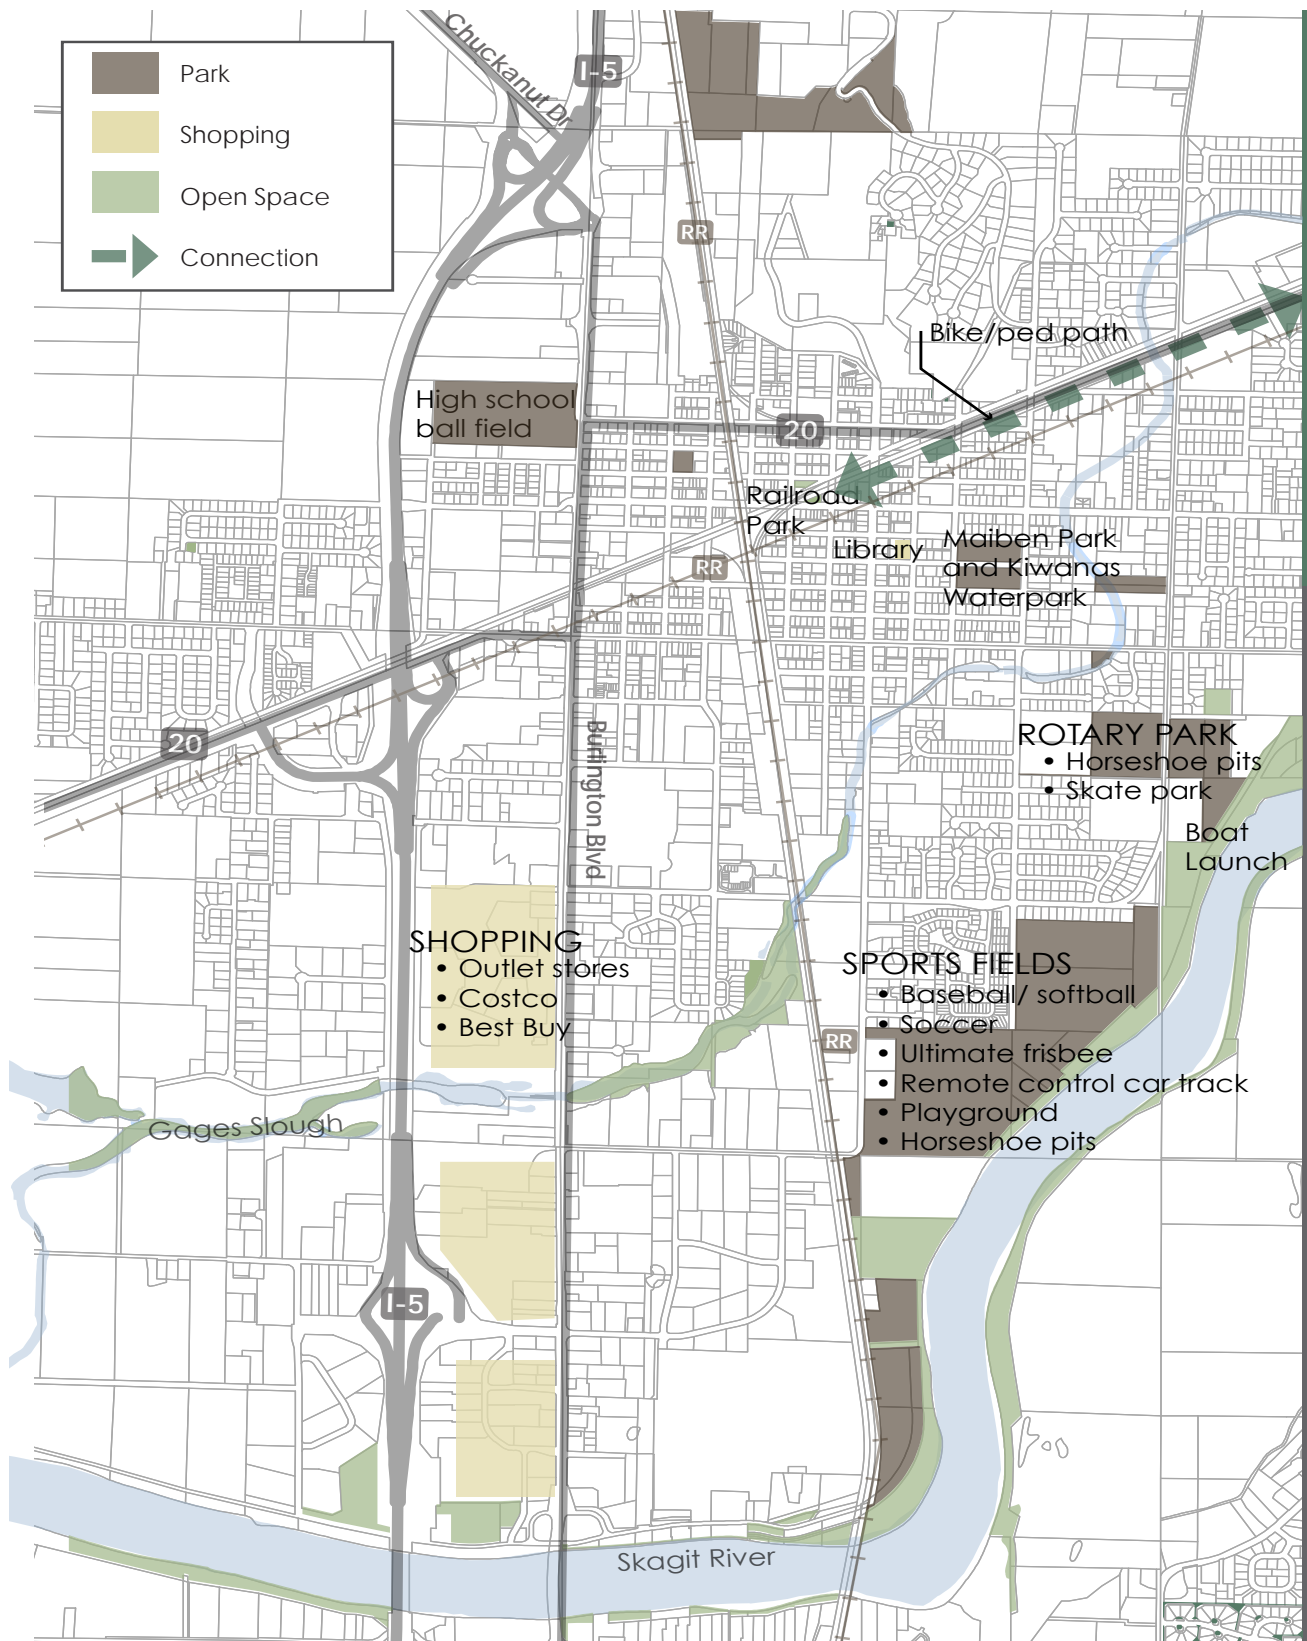 Park
Shopping
Open Space
Connection
Chuckanut Dr
I-5
RR
Bike/ped path
High school
ball field
20
Railroad
Park
Library
Maiben Park
and Kiwanas
Waterpark
RR
20
Burlington Blvd
ROTARY PARK
• Horseshoe pits
• Skate park
Boat
Launch
SHOPPING
• Outlet stores
• Costco
• Best Buy
SPORTS FIELDS
• Baseball/ softball
• Soccer
• Ultimate frisbee
• Remote control car track
• Playground
• Horseshoe pits
RR
Gages Slough
I-5
Skagit River